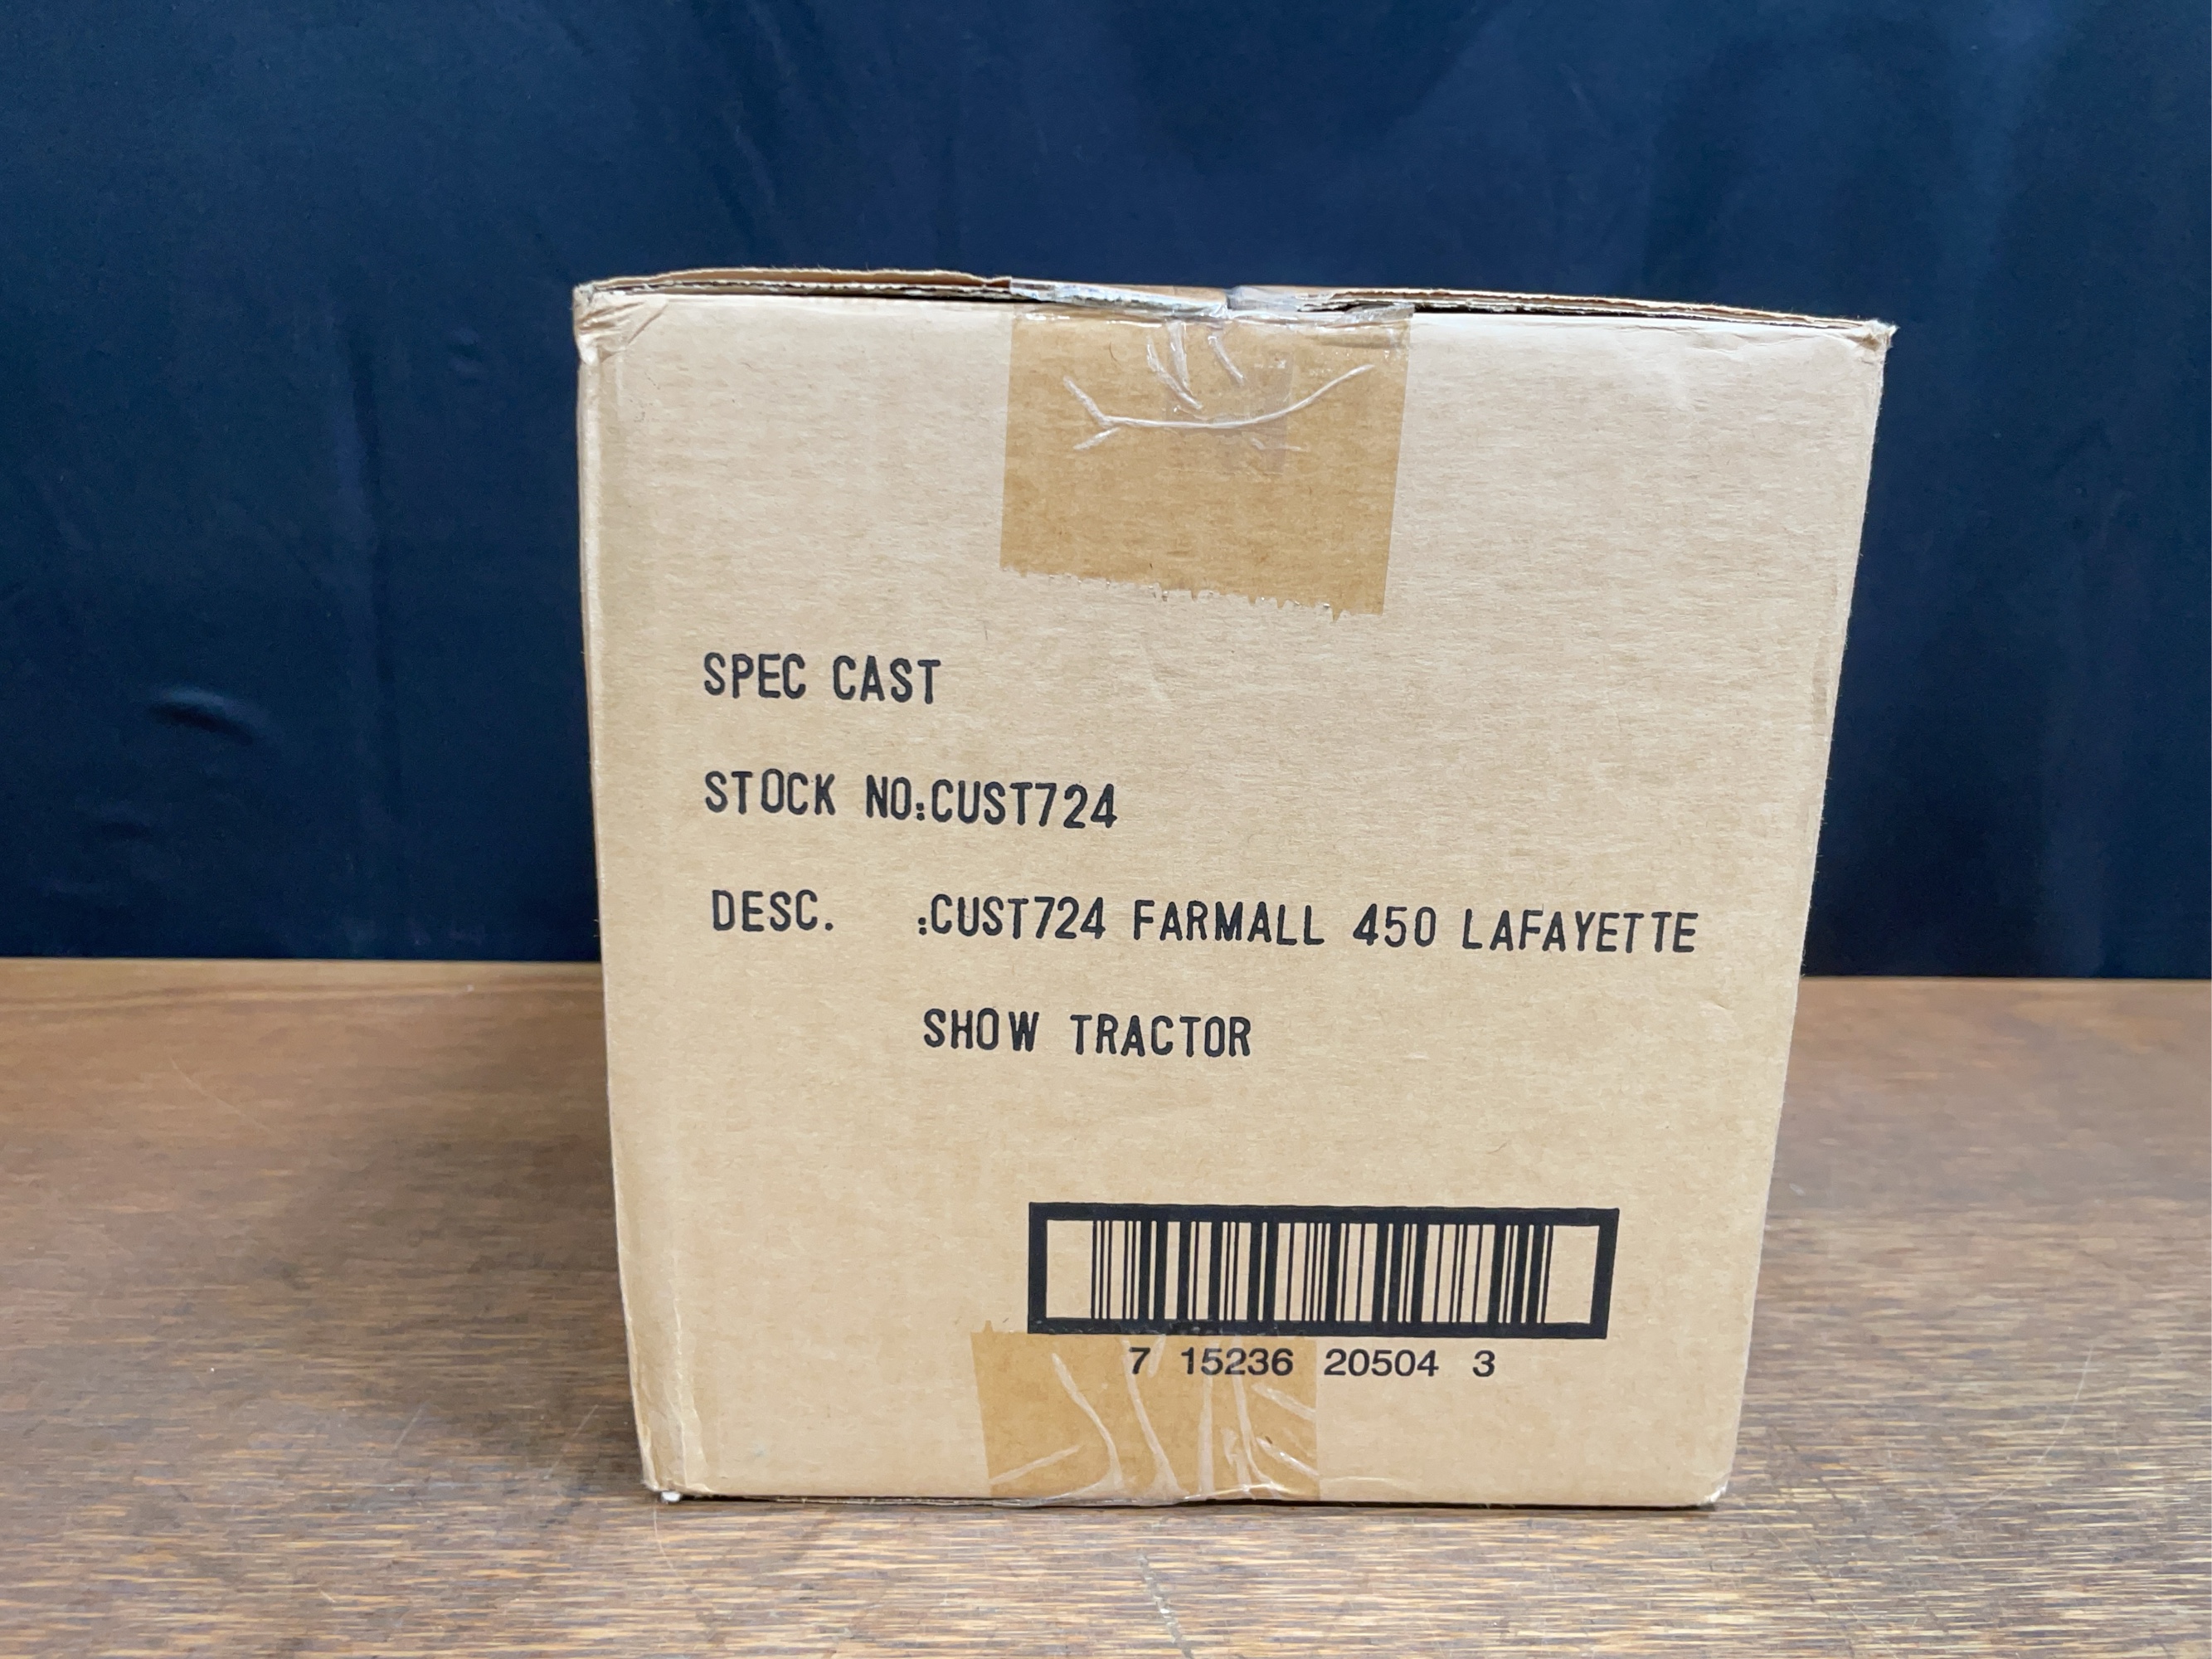 SPEC CAST
STOCK NO.:CUST724
DESC. :CUST724 FARMALL 450 LAFAYETTE
SHOW TRACTOR
7 15236 20504 3